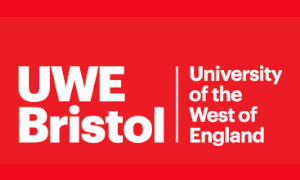 UWE
Bristol
University
of the
West of
England